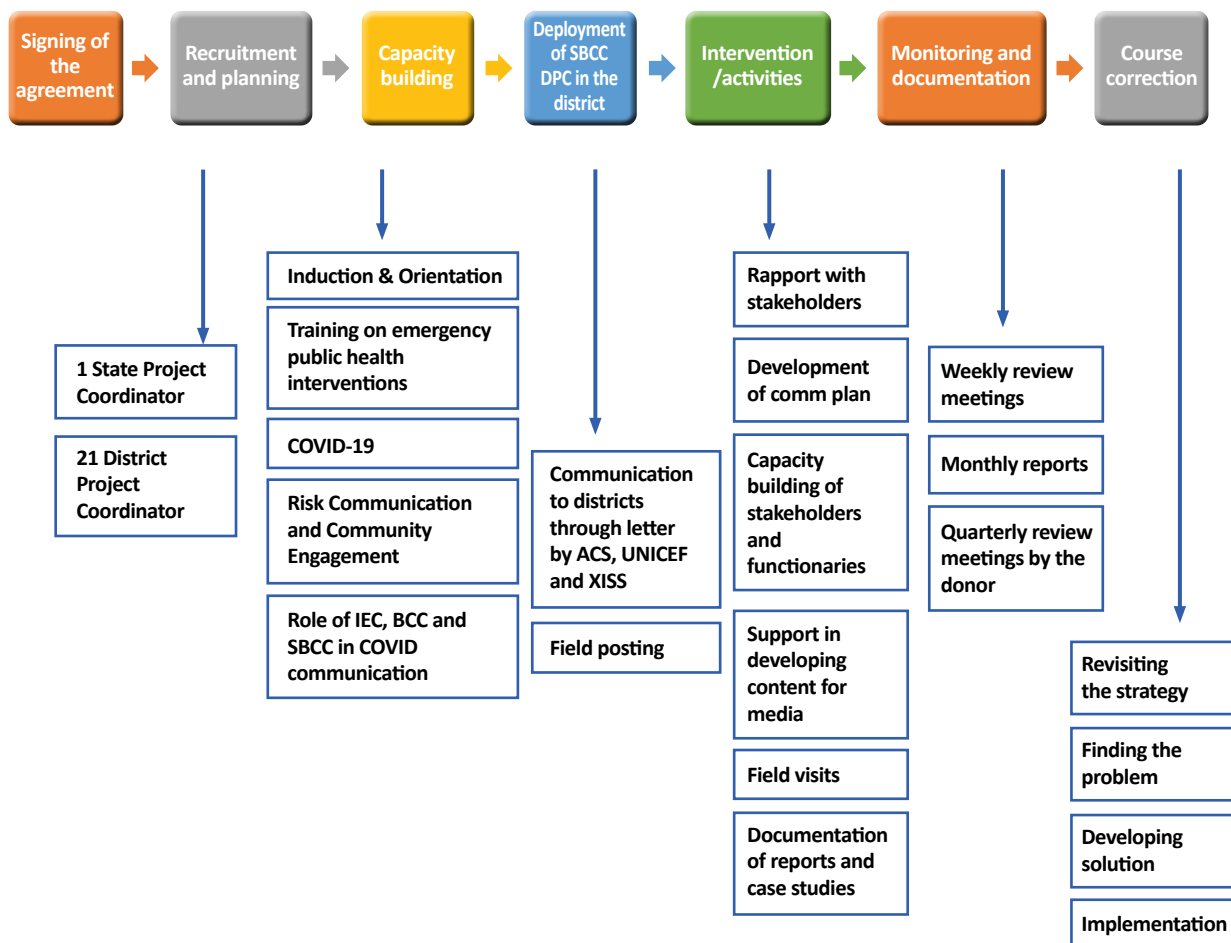 Signing of
the
agreement
Recruitment
and planning
Capacity
building
Deployment
of SBCC
DPC in the
district
Intervention
/activities
Monitoring and
documentation
Course
correction
1 State Project
Coordinator
21 District
Project
Coordinator
Induction & Orientation
Training on emergency
public health
interventions
COVID-19
Risk Communication
and Community
Engagement
Role of IEC, BCC and
SBCC in COVID
communication
Communication
to districts
through letter
by ACS, UNICEF
and XISS
Field posting
Rapport with
stakeholders
Development
of comm plan
Capacity
building of
stakeholders
and
functionaries
Support in
developing
content for
media
Field visits
Documentation
of reports and
case studies
Weekly review
meetings
Monthly reports
Quarterly review
meetings by the
donor
Revisiting
the strategy
Finding the
problem
Developing
solution
Implementation